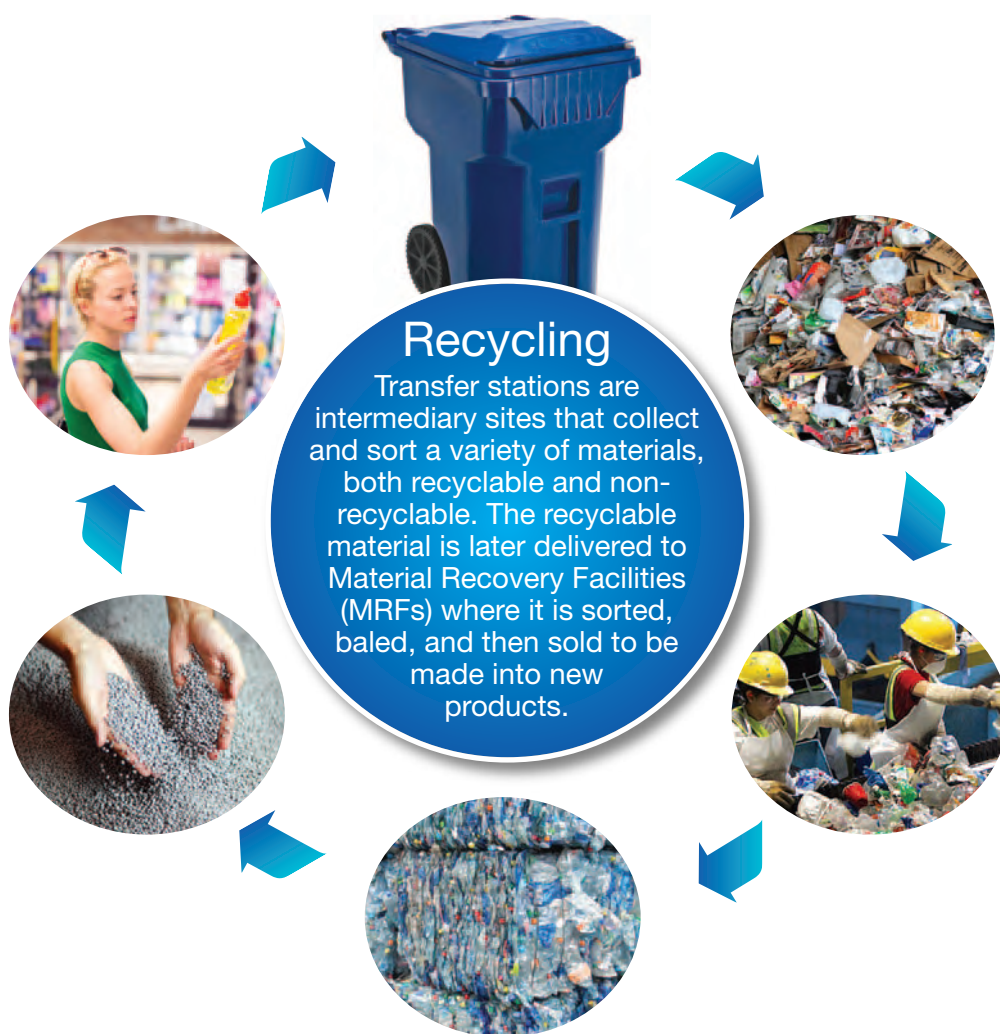 Recycling
Transfer stations are
intermediary sites that collect
and sort a variety of materials,
both recyclable and non-
recyclable. The recyclable
material is later delivered to
Material Recovery Facilities
(MRFs) where it is sorted,
baled, and then sold to be
made into new
products.